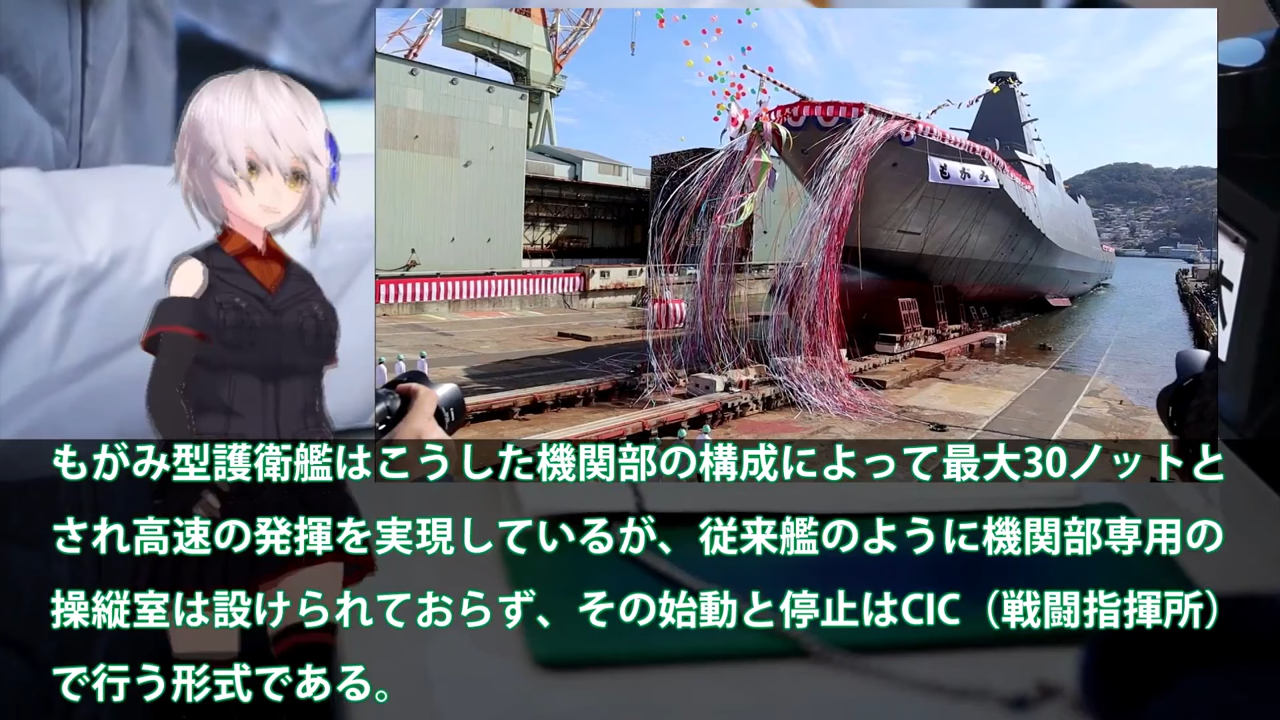 もがみ
もがみ型護衛艦はこうした機関部の構成によって最大30ノットと
され高速の発揮を実現しているが、従来艦のように機関部専用の
操縦室は設けられておらず、その始動と停止はCIC（戦闘指揮所）
で行う形式である。